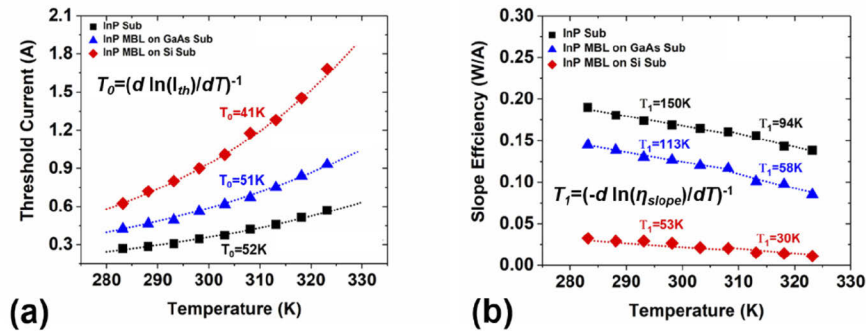 Threshold Current (A)
2.1
1.8
1.5
1.2
0.9
0.6
0.3
InP Sub
InP MBL on GaAs Sub
InP MBL on Si Sub
T₀=(d ln(Iₜₕ)/dT)⁻¹
T₀=41K
T₀=51K
T₀=52K
280 290 300 310 320 330
Temperature (K)
(a)
Slope Effciency (W/A)
0.30
0.25
0.20
0.15
0.10
0.05
0.00
InP Sub
InP MBL on GaAs Sub
InP MBL on Si Sub
T₁=150K
T₁=94K
T₁=113K
T₁=58K
T₁=(-d ln(ηslope)/dT)⁻¹
T₁=53K
T₁=30K
280 290 300 310 320 330
Temperature (K)
(b)